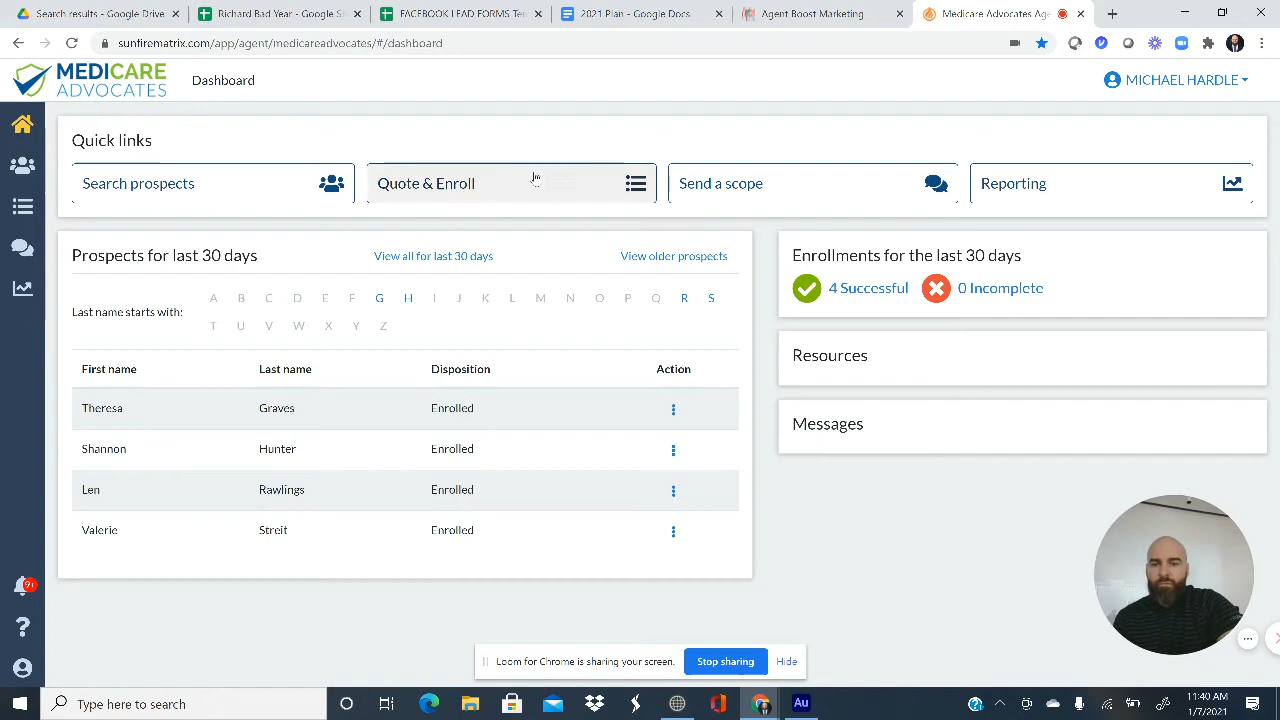 Search results - Google Drive
Richard Bad Year - Google S
FACEBOOK LEAD FORMS Tem
2021 Plan - Google Docs
Agent Boost Marketing
Medicare Advocates Age
sunfirematrix.com/app/agent/medicareadvocates/#/dashboard
MEDICARE
ADVOCATES
Dashboard
MICHAEL HARDLE
Quick links
Search prospects
Quote & Enroll
Send a scope
Reporting
Prospects for last 30 days
View all for last 30 days
View older prospects
Last name starts with:
A B C D E F G H I J K L M N O P Q R S
T U V W X Y Z
First name Last name Disposition Action
Theresa Graves Enrolled
Shannon Hunter Enrolled
Len Rawlings Enrolled
Valerie Streit Enrolled
Enrollments for the last 30 days
4 Successful
0 Incomplete
Resources
Messages
9+
Loom for Chrome is sharing your screen.
Stop sharing
Hide
Type here to search
Au
11:40 AM
1/7/2021